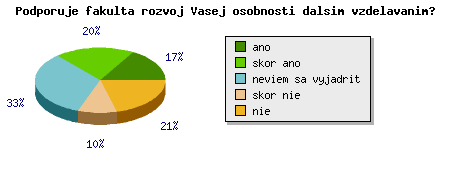 Podporuje fakulta rozvoj Vasej osobnosti dalsim vzdelavanim?
20%
17%
33%
10%
21%
ano
skor ano
neviem sa vyjadrit
skor nie
nie